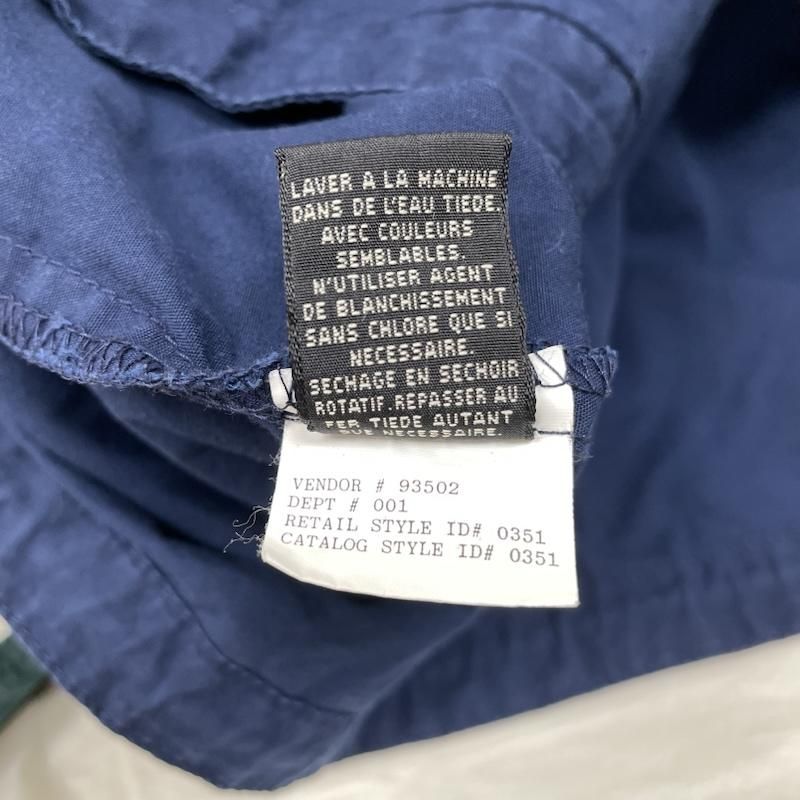 LAVER A LA MACHINE
DANS DE L'EAU TIEDE.
AVEC COULEURS
SEMBLABLES.
N'UTILISER AGENT
DE BLANCHISSEMENT
SANS CHLORE QUE SI
NECESSAIRE.
SECHAGE EN SECHOIR
ROTATIF.REPASSER AU
FER TIEDE AUTANT
QUE NECESSAIRE.
VENDOR # 93502
DEPT # 001
RETAIL STYLE ID# 0351
CATALOG STYLE ID# 0351